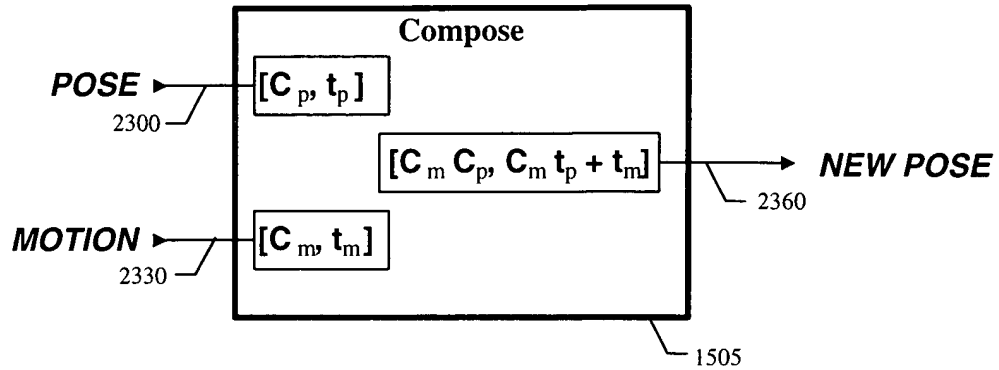 Compose
POSE
[C p, t p ]
2300
[C m C p, C m t p + t m]
NEW POSE
2360
MOTION
[C m, t m ]
2330
1505